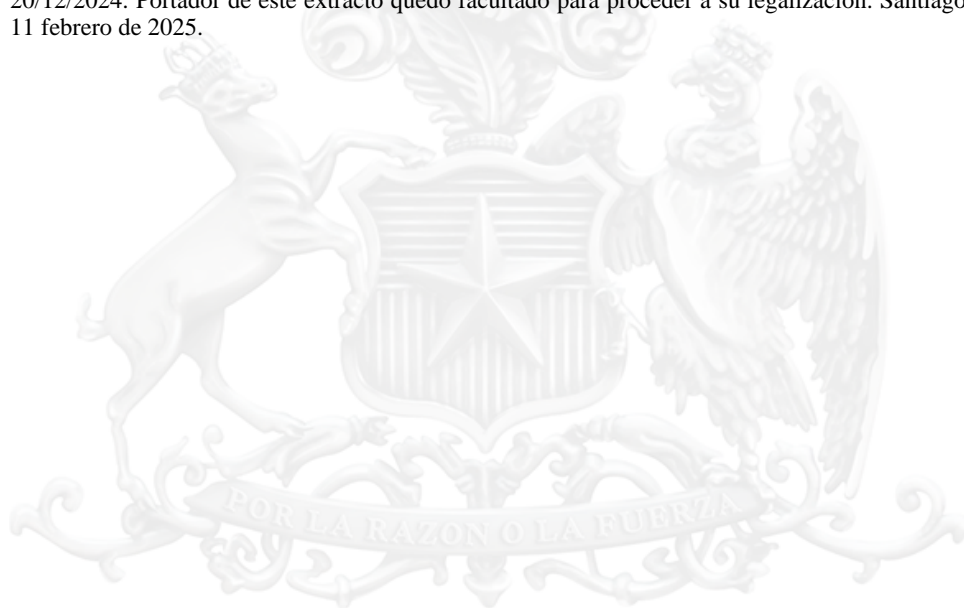 20/12/2024. Portador de este extracto quedó facultado para proceder a su legalización. Santiago
11 febrero de 2025.
POR LA RAZON O LA FUERZA